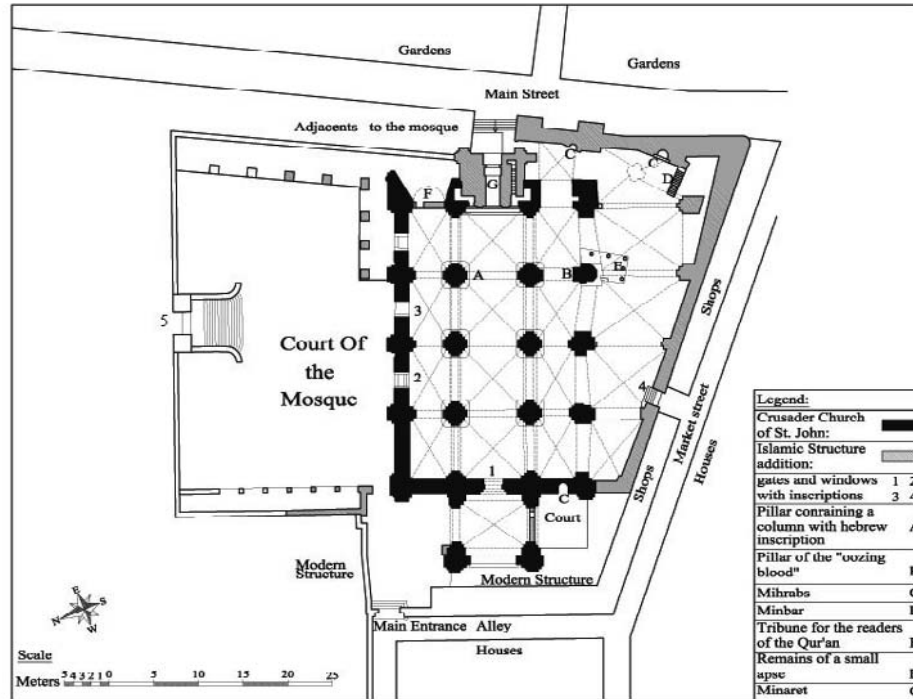 Gardens
Gardens
Main Street
Adjacents to the mosque
C
C
D
G
F
A
B
E
3
2
5
Court Of
the
Mosque
Shops
4
Market street
Houses
Shops
1
C
Court
Modern
Structure
Modern Structure
Main Entrance Alley
Houses
E
S
N
W
Scale
Meters
5 4 3 2 1 0 5 10 15 20 25
Legend:
Crusader Church
of St. John:
Islamic Structure
addition:
gates and windows 1 2
with inscriptions 3 4
Pillar conraining a
column with hebrew
inscription
Pillar of the "oozing
blood"
Mihrabs
Minbar
Tribune for the readers
of the Qur'an
Remains of a small
apse
Minaret